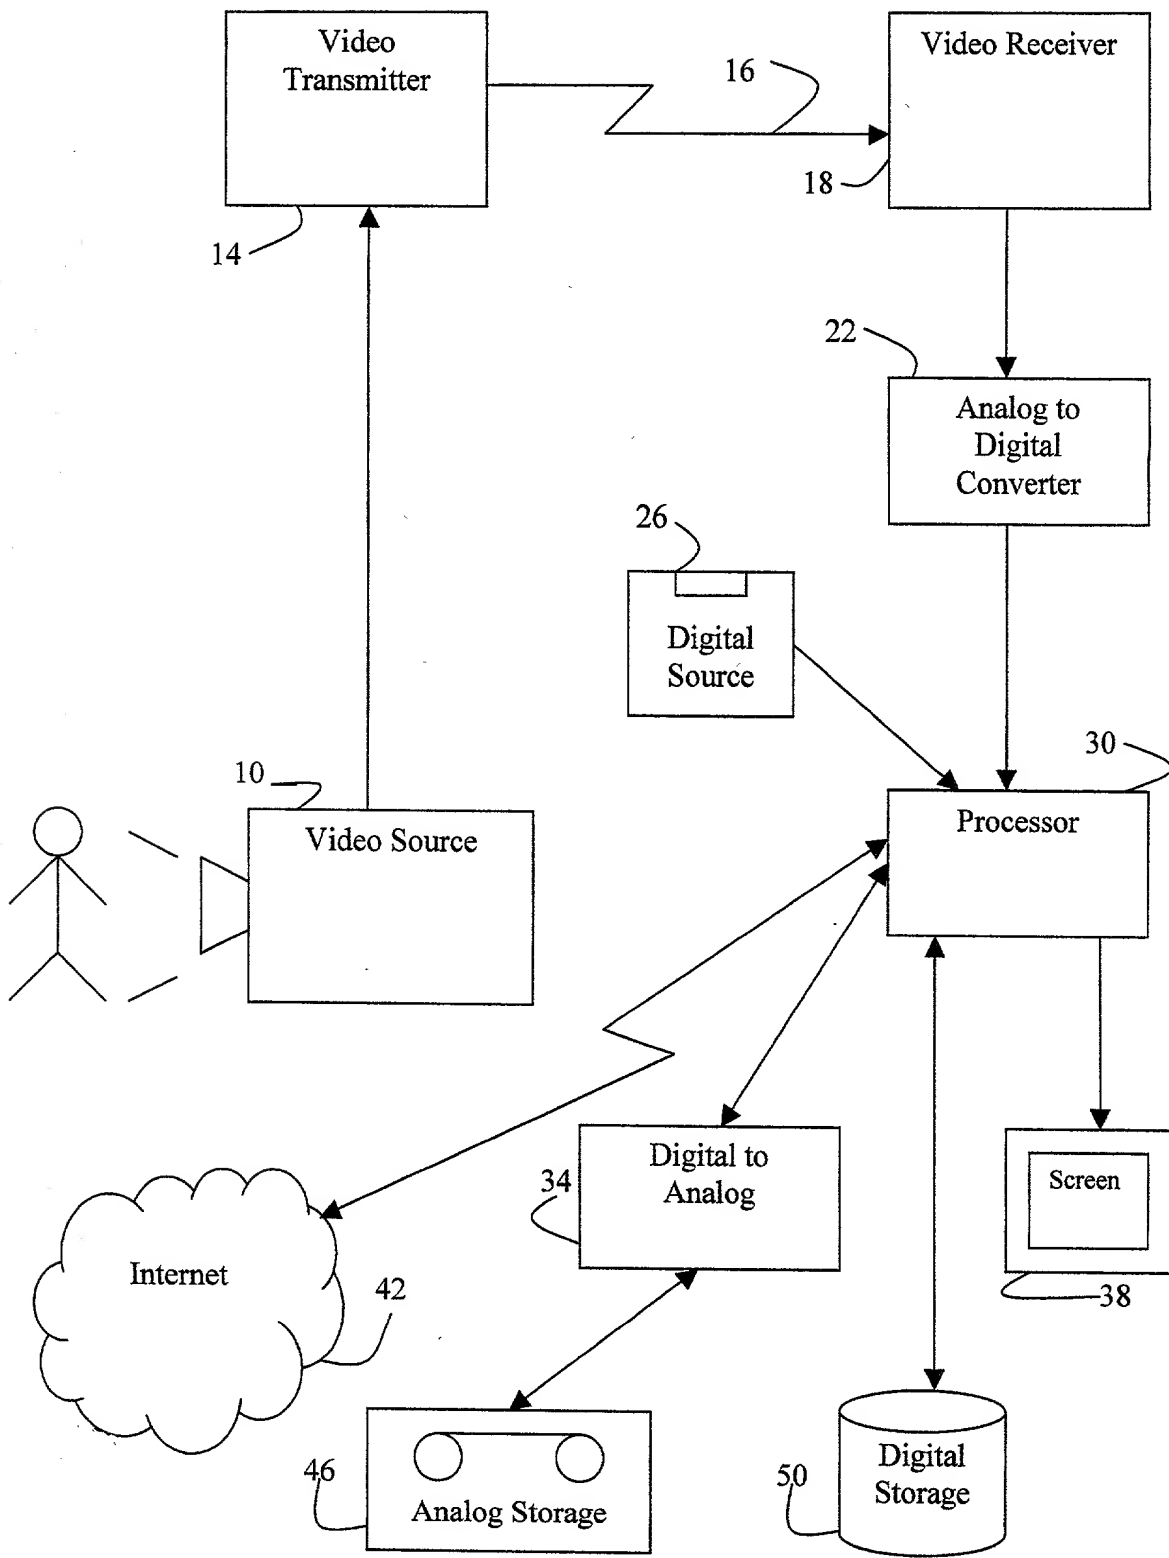 Video
Transmitter
Video Receiver
16
18
14
22
Analog to
Digital
Converter
26
Digital
Source
30
10
Video Source
Processor
Digital to
Analog
34
Screen
38
Internet
42
46
Analog Storage
50
Digital
Storage